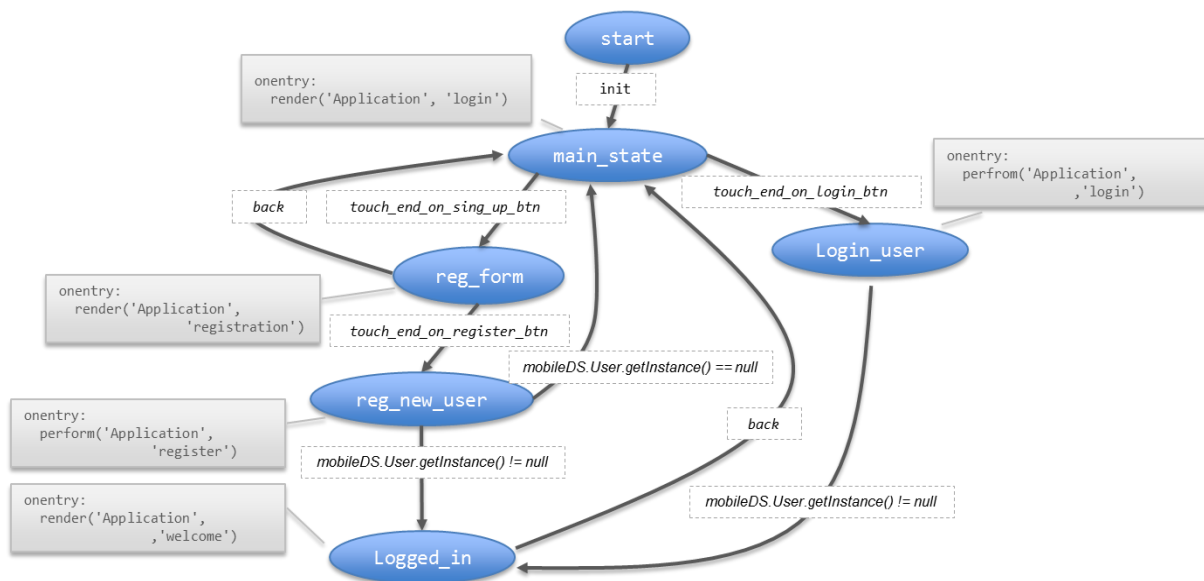 start
onentry:
render('Application', 'login')
init
main_state
onentry:
perfrom('Application',
,'login')
back
touch_end_on_sing_up_btn
touch_end_on_login_btn
Login_user
reg_form
onentry:
render('Application',
'registration')
touch_end_on_register_btn
mobileDS.User.getInstance() == null
reg_new_user
onentry:
perform('Application',
'register')
back
mobileDS.User.getInstance() != null
mobileDS.User.getInstance() != null
onentry:
render('Application',
,'welcome')
Logged_in